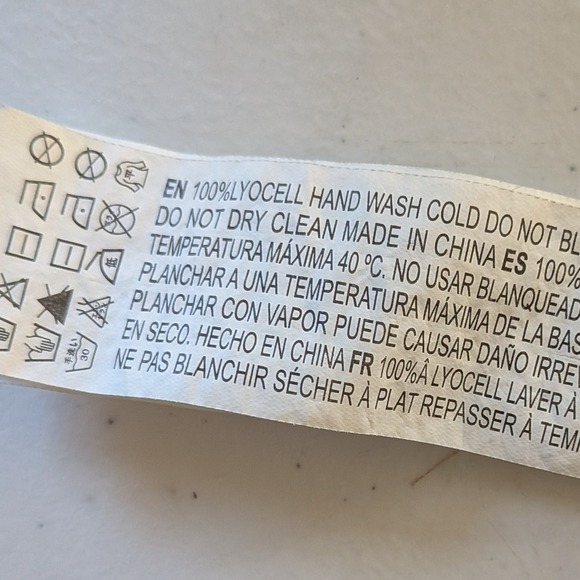 EN 100%LYOCELL HAND WASH COLD DO NOT BL
DO NOT DRY CLEAN MADE IN CHINA ES 100%
TEMPERATURA MÁXIMA 40 ºC. NO USAR BLANQUEAD
PLANCHAR A UNA TEMPERATURA MÁXIMA DE LA BAS
PLANCHAR CON VAPOR PUEDE CAUSAR DAÑO IRREV
EN SECO. HECHO EN CHINA FR 100%Â LYOCELL LAVER À
NE PAS BLANCHIR SÉCHER À PLAT REPASSER À TEM